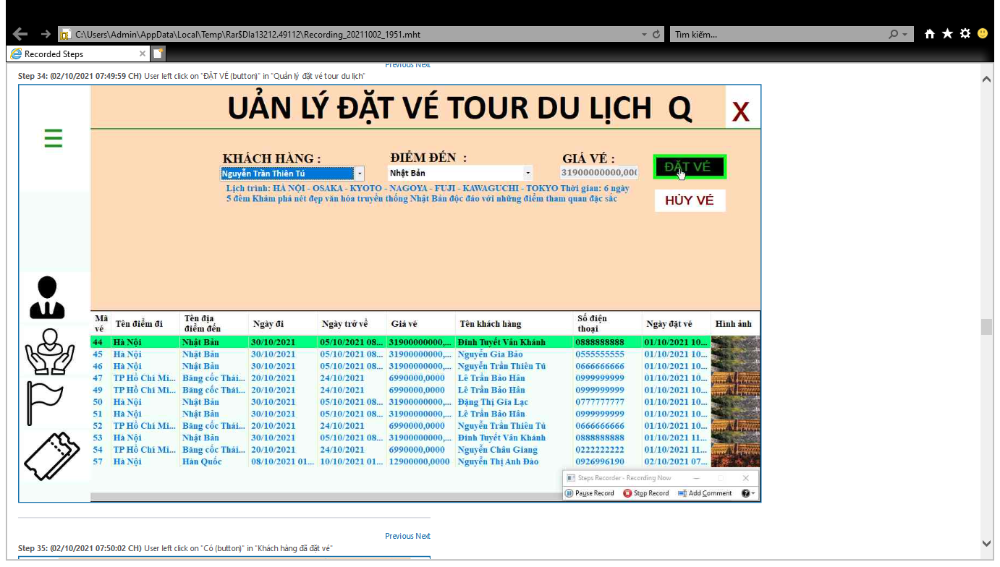 C:\Users\Admin\AppData\Local\Temp\Rar$DIa13212.49112\Recording_20211002_1951.mht
Tìm kiếm...
Recorded Steps
Previous Next
Step 34: (02/10/2021 07:49:59 CH) User left click on "ĐẶT VÉ (button)" in "Quản lý đặt vé tour du lịch"
UẢN LÝ ĐẶT VÉ TOUR DU LỊCH Q
X
KHÁCH HÀNG : ĐIỂM ĐẾN : GIÁ VÉ :
ĐẶT VÉ
Nguyễn Trần Thiên Tú Nhật Bản 31900000000,00(
Lịch trình: HÀ NỘI - OSAKA - KYOTO - NAGOYA - FUJI - KAWAGUCHI - TOKYO Thời gian: 6 ngày
5 đêm Khám phá nét đẹp văn hóa truyền thống Nhật Bản độc đáo với những điểm tham quan đặc sắc
HỦY VÉ
Mã vé Tên điểm đi Tên địa điểm đến Ngày đi Ngày trở về Giá vé Tên khách hàng Số điện thoại Ngày đặt vé Hình ảnh
44 Hà Nội Nhật Bản 30/10/2021 05/10/2021 08... 31900000000,... Đinh Tuyết Vân Khánh 0888888888 01/10/2021 10...
45 Hà Nội Nhật Bản 30/10/2021 05/10/2021 08... 31900000000,... Nguyễn Gia Bảo 0555555555 01/10/2021 10...
46 Hà Nội Nhật Bản 30/10/2021 05/10/2021 08... 31900000000,... Nguyễn Trần Thiên Tú 0666666666 01/10/2021 10...
47 TP Hồ Chí Mi... Băng cốc Thái... 20/10/2021 24/10/2021 6990000,0000 Lê Trần Bảo Hân 0999999999 01/10/2021 10...
49 TP Hồ Chí Mi... Băng cốc Thái... 20/10/2021 24/10/2021 6990000,0000 Lê Trần Bảo Hân 0999999999 01/10/2021 10...
50 Hà Nội Nhật Bản 30/10/2021 05/10/2021 08... 31900000000,... Đặng Thị Gia Lạc 0777777777 01/10/2021 10...
51 Hà Nội Nhật Bản 30/10/2021 05/10/2021 08... 31900000000,... Lê Trần Bảo Hân 0999999999 01/10/2021 10...
52 TP Hồ Chí Mi... Băng cốc Thái... 20/10/2021 24/10/2021 6990000,0000 Nguyễn Trần Thiên Tú 0666666666 01/10/2021 10...
53 Hà Nội Nhật Bản 30/10/2021 05/10/2021 08... 31900000000,... Đinh Tuyết Vân Khánh 0888888888 01/10/2021 11...
54 TP Hồ Chí Mi... Băng cốc Thái... 20/10/2021 24/10/2021 6990000,0000 Nguyễn Châu Giang 0222222222 01/10/2021 11...
57 Hà Nội Hàn Quốc 08/10/2021 01... 10/10/2021 01... 12900000,0000 Nguyễn Thị Anh Đào 0926996190 02/10/2021 07...
Steps Recorder - Recording Now
Pause Record Stop Record Add Comment
Previous Next
Step 35: (02/10/2021 07:50:02 CH) User left click on "Có (button)" in "Khách hàng đã đặt vé"